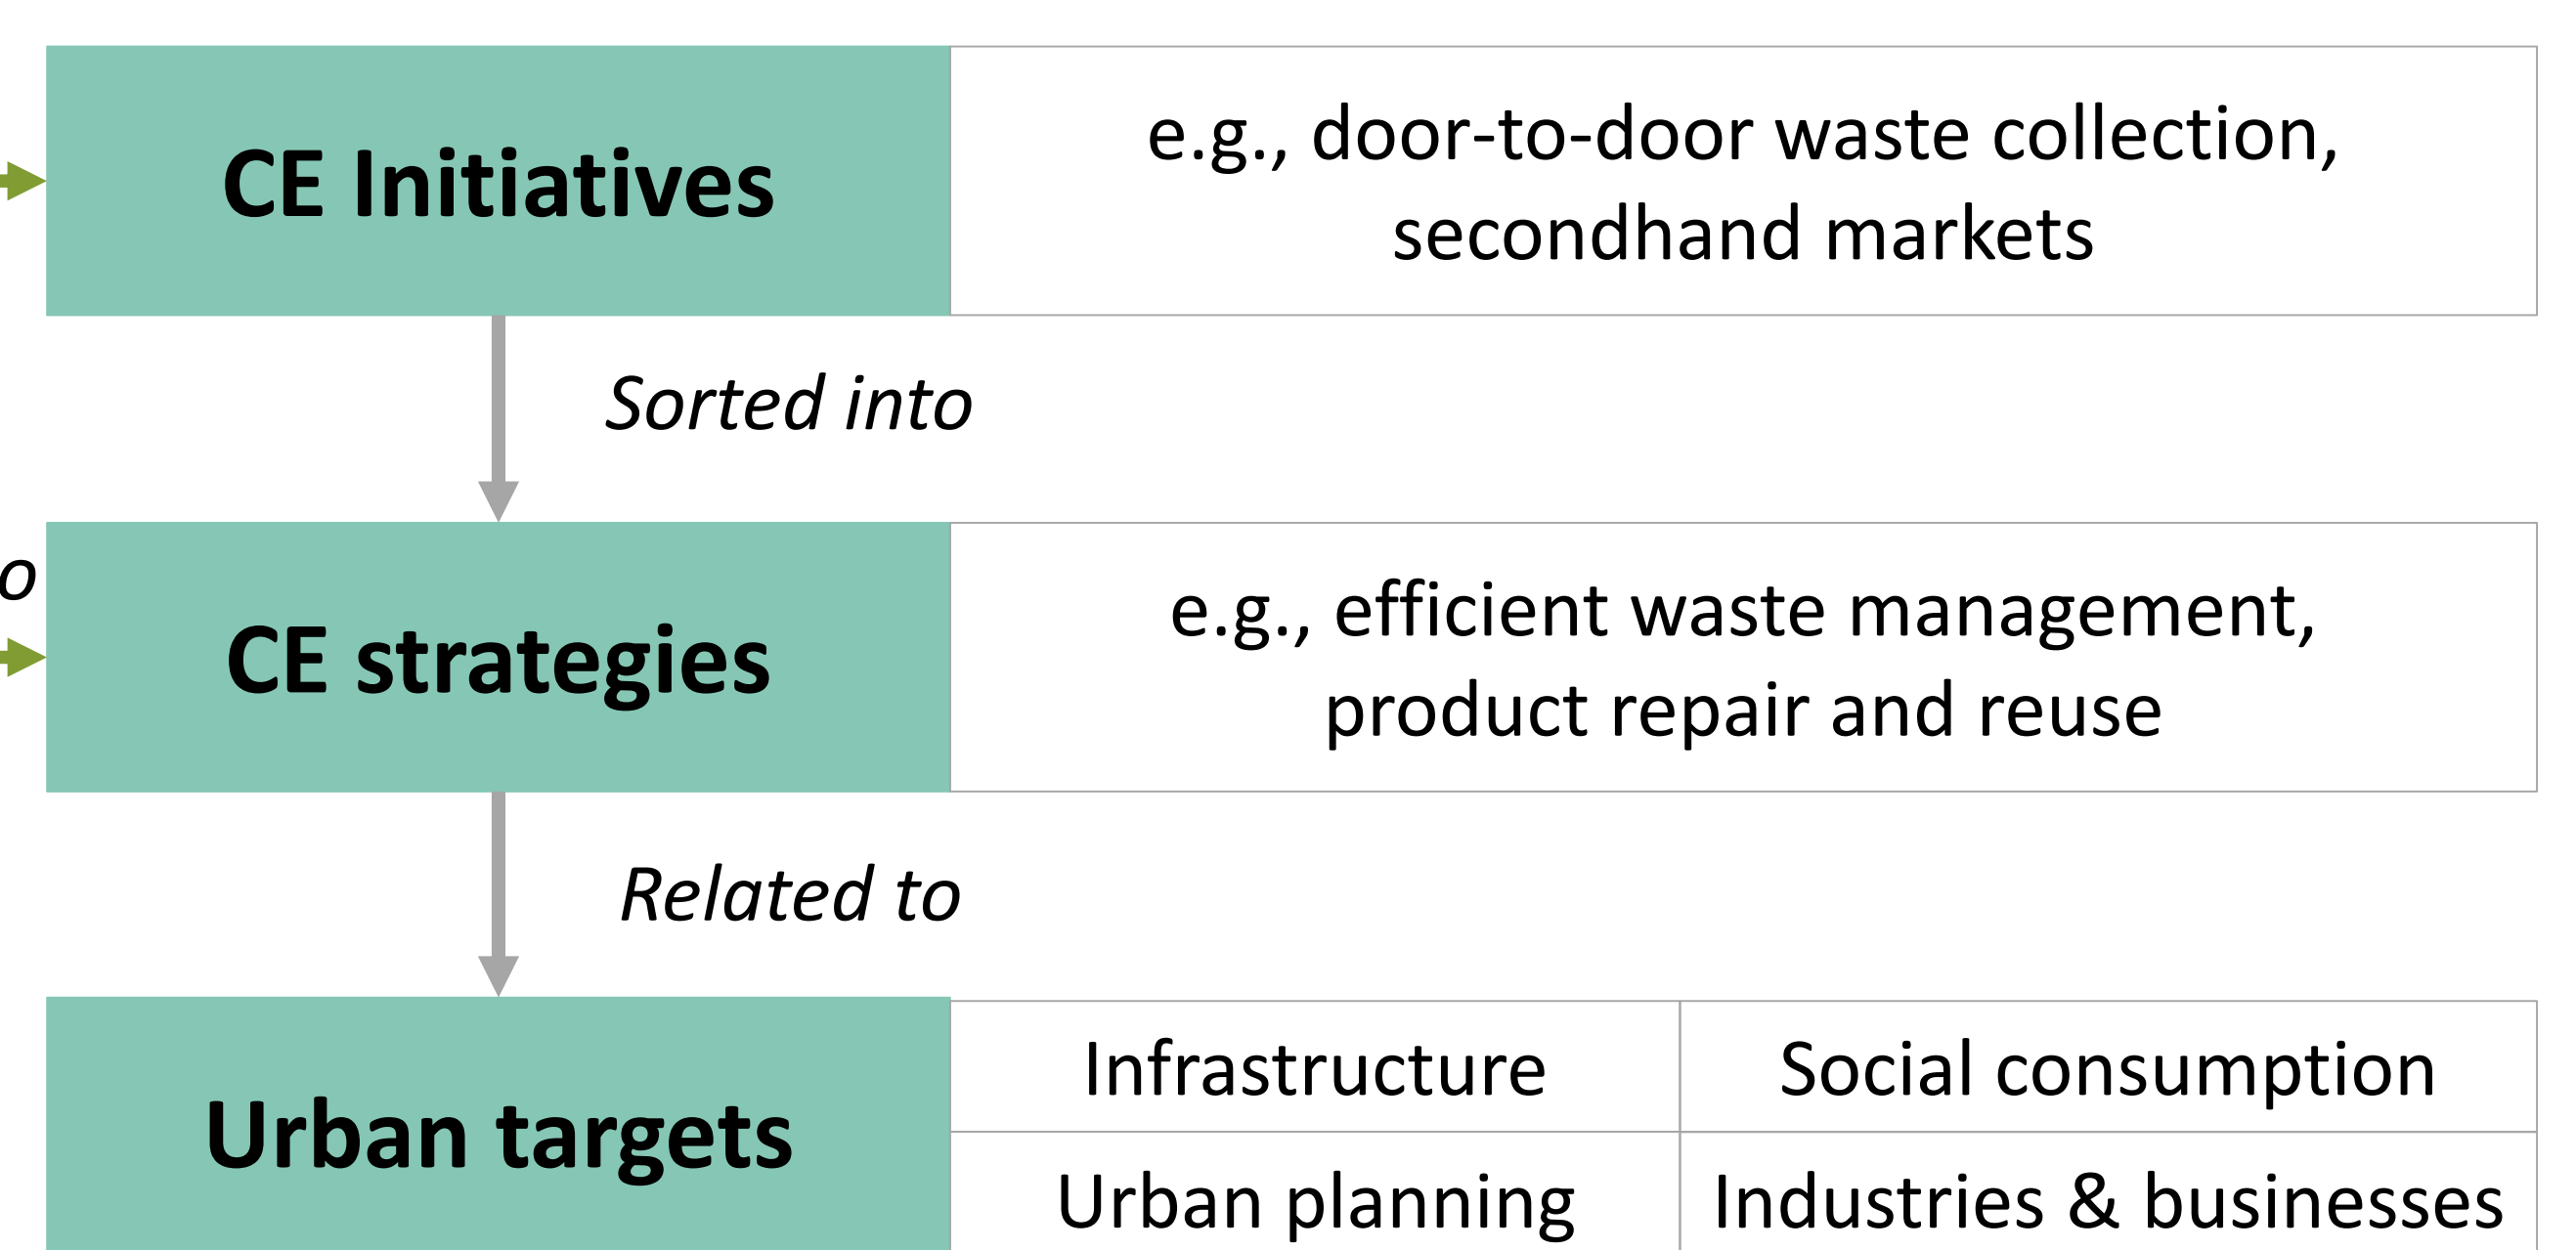 CE Initiatives
e.g., door-to-door waste collection,
secondhand markets
Sorted into
o
CE strategies
e.g., efficient waste management,
product repair and reuse
Related to
Urban targets
Infrastructure
Social consumption
Urban planning
Industries & businesses